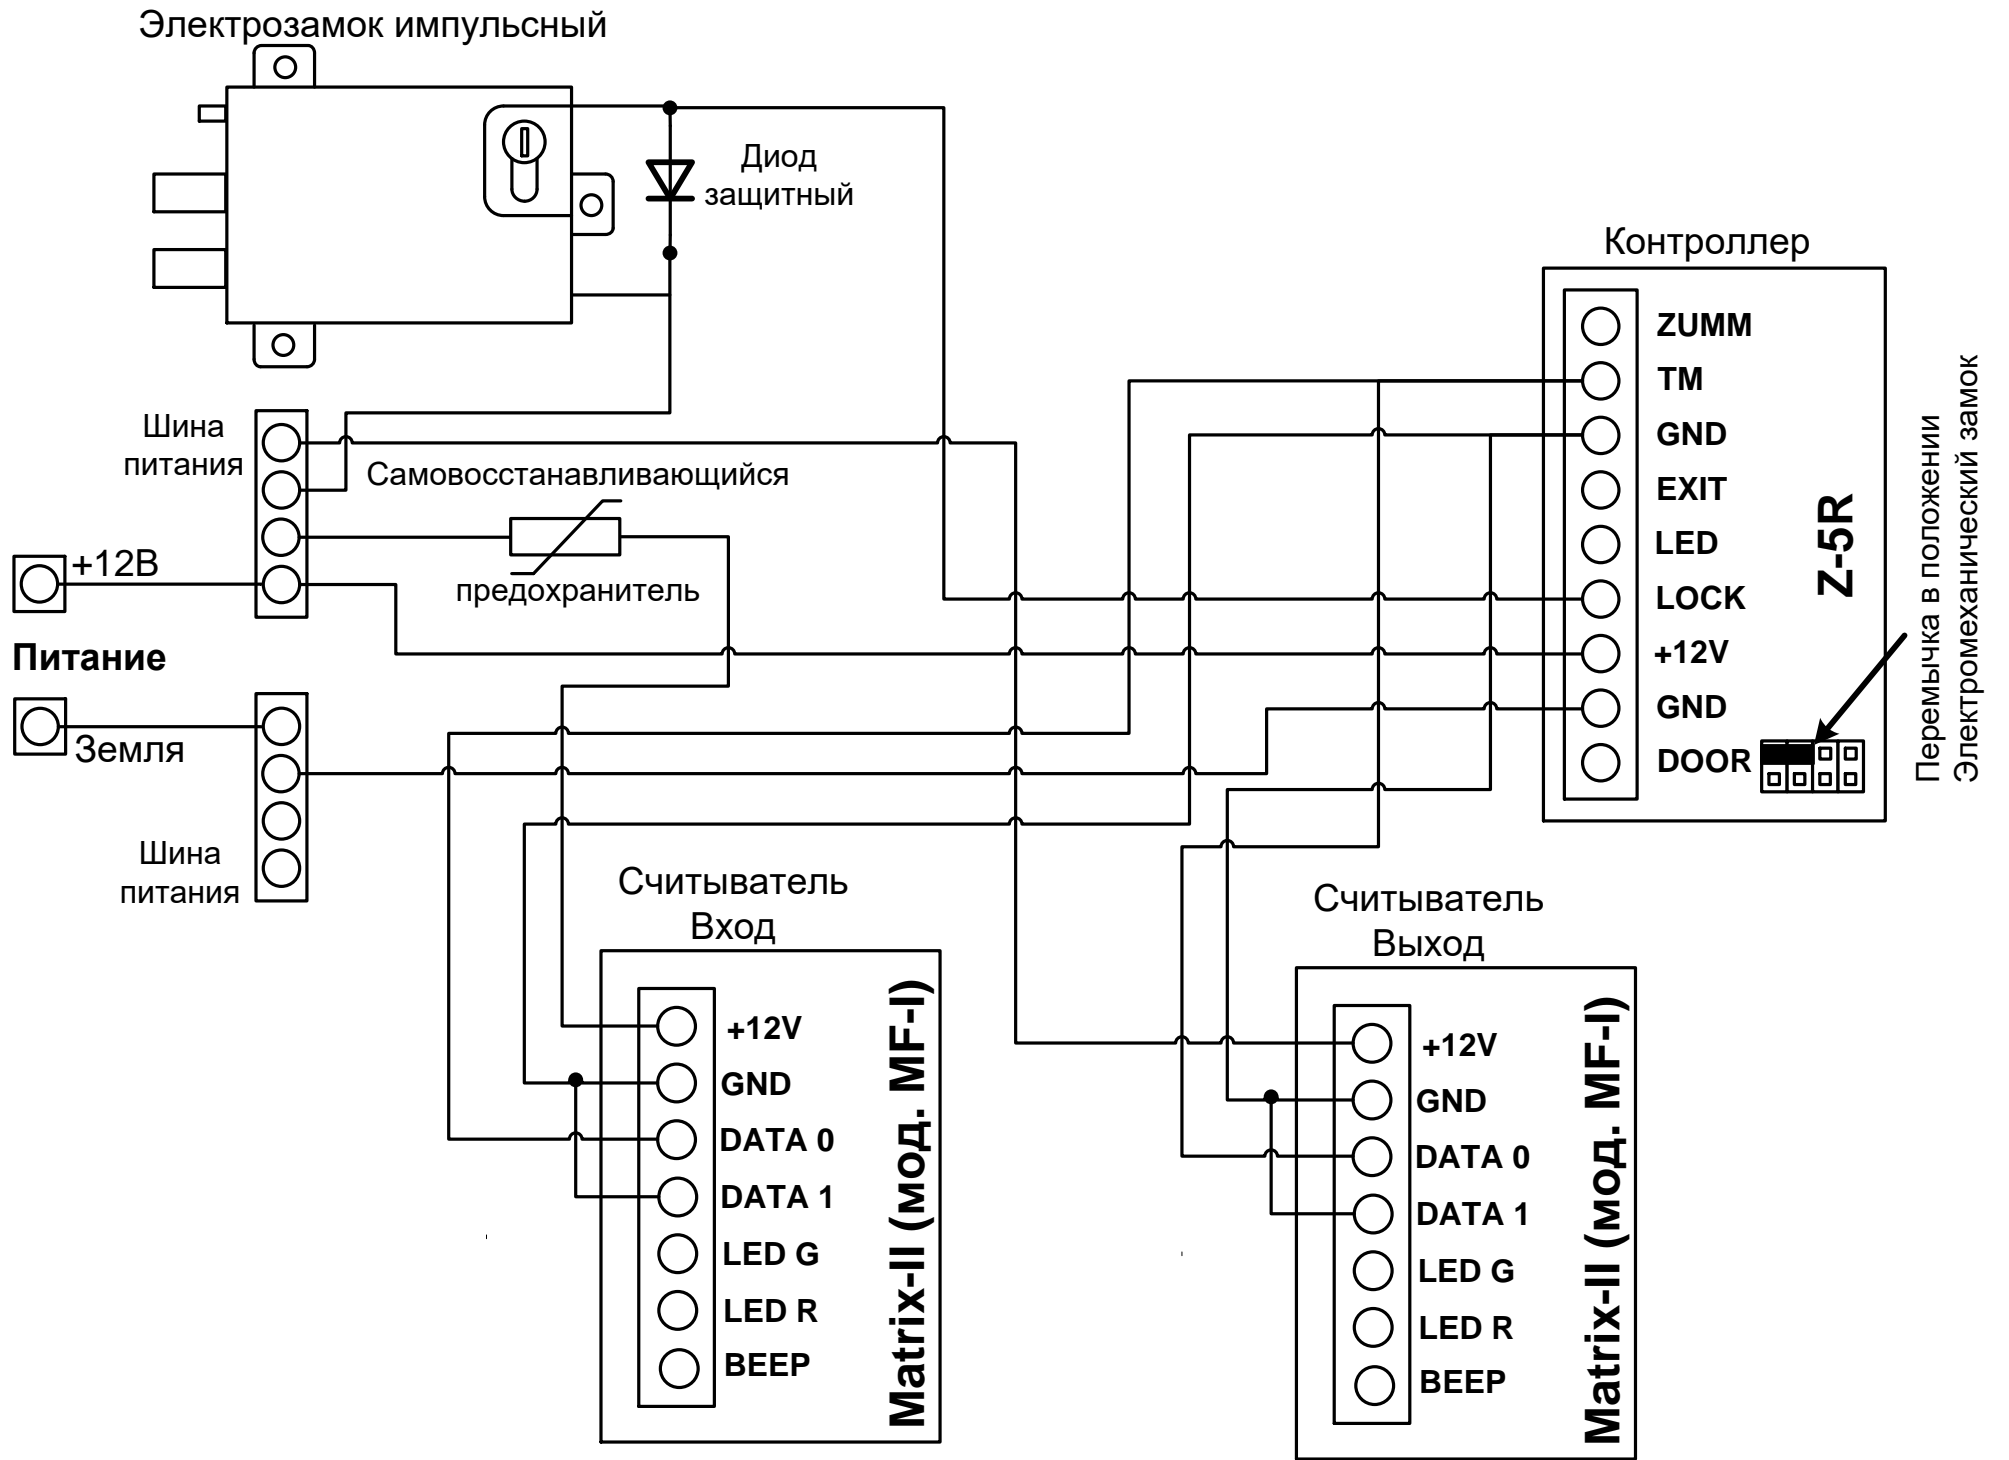 Электрозамок импульсный
Диод
защитный
Контроллер
ZUMM
TM
GND
EXIT
LED
LOCK
+12V
GND
DOOR
Z-5R
Перемычка в положении
Электромеханический замок
Шина
питания
Самовосстанавливающийся
предохранитель
+12В
Питание
Земля
Шина
питания
Считыватель
Вход
+12V
GND
DATA 0
DATA 1
LED G
LED R
BEEP
Matrix-II (мод. MF-I)
Считыватель
Выход
+12V
GND
DATA 0
DATA 1
LED G
LED R
BEEP
Matrix-II (мод. MF-I)